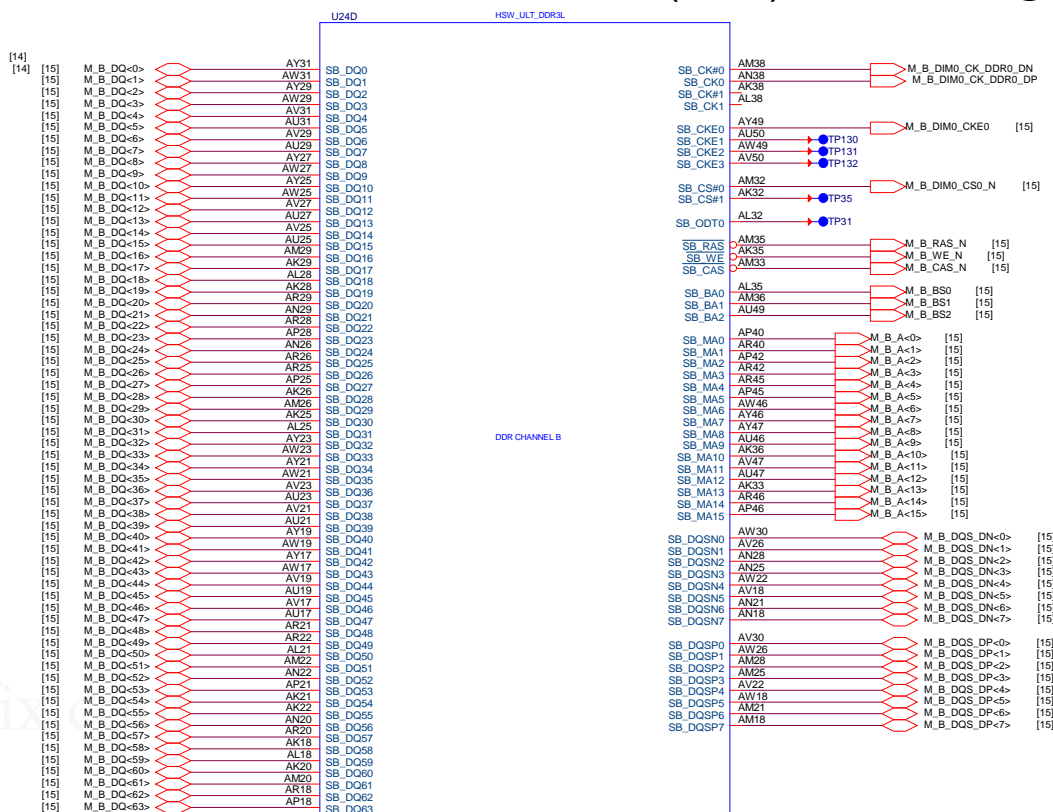 U24D
HSW_ULT_DDR3L
[14]
[14] [15] M_B_DQ<0> AY31 SB_DQ0
[15] M_B_DQ<1> AW31 SB_DQ1
[15] M_B_DQ<2> AY29 SB_DQ2
[15] M_B_DQ<3> AW29 SB_DQ3
[15] M_B_DQ<4> AV31 SB_DQ4
[15] M_B_DQ<5> AU31 SB_DQ5
[15] M_B_DQ<6> AV29 SB_DQ6
[15] M_B_DQ<7> AU29 SB_DQ7
[15] M_B_DQ<8> AY27 SB_DQ8
[15] M_B_DQ<9> AW27 SB_DQ9
[15] M_B_DQ<10> AY25 SB_DQ10
[15] M_B_DQ<11> AW25 SB_DQ11
[15] M_B_DQ<12> AV27 SB_DQ12
[15] M_B_DQ<13> AU27 SB_DQ13
[15] M_B_DQ<14> AV25 SB_DQ14
[15] M_B_DQ<15> AU25 SB_DQ15
[15] M_B_DQ<16> AM29 SB_DQ16
[15] M_B_DQ<17> AK29 SB_DQ17
[15] M_B_DQ<18> AL28 SB_DQ18
[15] M_B_DQ<19> AK28 SB_DQ19
[15] M_B_DQ<20> AR29 SB_DQ20
[15] M_B_DQ<21> AN29 SB_DQ21
[15] M_B_DQ<22> AR28 SB_DQ22
[15] M_B_DQ<23> AP28 SB_DQ23
[15] M_B_DQ<24> AN26 SB_DQ24
[15] M_B_DQ<25> AR26 SB_DQ25
[15] M_B_DQ<26> AR25 SB_DQ26
[15] M_B_DQ<27> AP25 SB_DQ27
[15] M_B_DQ<28> AK26 SB_DQ28
[15] M_B_DQ<29> AM26 SB_DQ29
[15] M_B_DQ<30> AK25 SB_DQ30
[15] M_B_DQ<31> AL25 SB_DQ31
[15] M_B_DQ<32> AY23 SB_DQ32
[15] M_B_DQ<33> AW23 SB_DQ33
[15] M_B_DQ<34> AY21 SB_DQ34
[15] M_B_DQ<35> AW21 SB_DQ35
[15] M_B_DQ<36> AV23 SB_DQ36
[15] M_B_DQ<37> AU23 SB_DQ37
[15] M_B_DQ<38> AV21 SB_DQ38
[15] M_B_DQ<39> AU21 SB_DQ39
[15] M_B_DQ<40> AY19 SB_DQ40
[15] M_B_DQ<41> AW19 SB_DQ41
[15] M_B_DQ<42> AY17 SB_DQ42
[15] M_B_DQ<43> AW17 SB_DQ43
[15] M_B_DQ<44> AV19 SB_DQ44
[15] M_B_DQ<45> AU19 SB_DQ45
[15] M_B_DQ<46> AV17 SB_DQ46
[15] M_B_DQ<47> AU17 SB_DQ47
[15] M_B_DQ<48> AR21 SB_DQ48
[15] M_B_DQ<49> AR22 SB_DQ49
[15] M_B_DQ<50> AL21 SB_DQ50
[15] M_B_DQ<51> AM22 SB_DQ51
[15] M_B_DQ<52> AN22 SB_DQ52
[15] M_B_DQ<53> AP21 SB_DQ53
[15] M_B_DQ<54> AK21 SB_DQ54
[15] M_B_DQ<55> AK22 SB_DQ55
[15] M_B_DQ<56> AN20 SB_DQ56
[15] M_B_DQ<57> AR20 SB_DQ57
[15] M_B_DQ<58> AK18 SB_DQ58
[15] M_B_DQ<59> AL18 SB_DQ59
[15] M_B_DQ<60> AK20 SB_DQ60
[15] M_B_DQ<61> AM20 SB_DQ61
[15] M_B_DQ<62> AR18 SB_DQ62
[15] M_B_DQ<63> AP18 SB_DQ63
DDR CHANNEL B
SB_CK#0 AM38 M_B_DIM0_CK_DDR0_DN
SB_CK0 AN38 M_B_DIM0_CK_DDR0_DP
SB_CK#1 AK38
SB_CK1 AL38
SB_CKE0 AY49 M_B_DIM0_CKE0 [15]
SB_CKE1 AU50 TP130
SB_CKE2 AW49 TP131
SB_CKE3 AV50 TP132
SB_CS#0 AM32 M_B_DIM0_CS0_N [15]
SB_CS#1 AK32 TP35
SB_ODT0 AL32 TP31
SB_RAS AM35 M_B_RAS_N [15]
SB_WE AK35 M_B_WE_N [15]
SB_CAS AM33 M_B_CAS_N [15]
SB_BA0 AL35 M_B_BS0 [15]
SB_BA1 AM36 M_B_BS1 [15]
SB_BA2 AU49 M_B_BS2 [15]
SB_MA0 AP40 M_B_A<0> [15]
SB_MA1 AR40 M_B_A<1> [15]
SB_MA2 AP42 M_B_A<2> [15]
SB_MA3 AR42 M_B_A<3> [15]
SB_MA4 AR45 M_B_A<4> [15]
SB_MA5 AP45 M_B_A<5> [15]
SB_MA6 AW46 M_B_A<6> [15]
SB_MA7 AY46 M_B_A<7> [15]
SB_MA8 AY47 M_B_A<8> [15]
SB_MA9 AU46 M_B_A<9> [15]
SB_MA10 AK36 M_B_A<10> [15]
SB_MA11 AV47 M_B_A<11> [15]
SB_MA12 AU47 M_B_A<12> [15]
SB_MA13 AK33 M_B_A<13> [15]
SB_MA14 AR46 M_B_A<14> [15]
SB_MA15 AP46 M_B_A<15> [15]
SB_DQSN0 AW30 M_B_DQS_DN<0> [15]
SB_DQSN1 AV26 M_B_DQS_DN<1> [15]
SB_DQSN2 AN28 M_B_DQS_DN<2> [15]
SB_DQSN3 AN25 M_B_DQS_DN<3> [15]
SB_DQSN4 AW22 M_B_DQS_DN<4> [15]
SB_DQSN5 AV18 M_B_DQS_DN<5> [15]
SB_DQSN6 AN21 M_B_DQS_DN<6> [15]
SB_DQSN7 AN18 M_B_DQS_DN<7> [15]
SB_DQSP0 AV30 M_B_DQS_DP<0> [15]
SB_DQSP1 AW26 M_B_DQS_DP<1> [15]
SB_DQSP2 AM28 M_B_DQS_DP<2> [15]
SB_DQSP3 AM25 M_B_DQS_DP<3> [15]
SB_DQSP4 AV22 M_B_DQS_DP<4> [15]
SB_DQSP5 AW18 M_B_DQS_DP<5> [15]
SB_DQSP6 AM21 M_B_DQS_DP<6> [15]
SB_DQSP7 AM18 M_B_DQS_DP<7> [15]